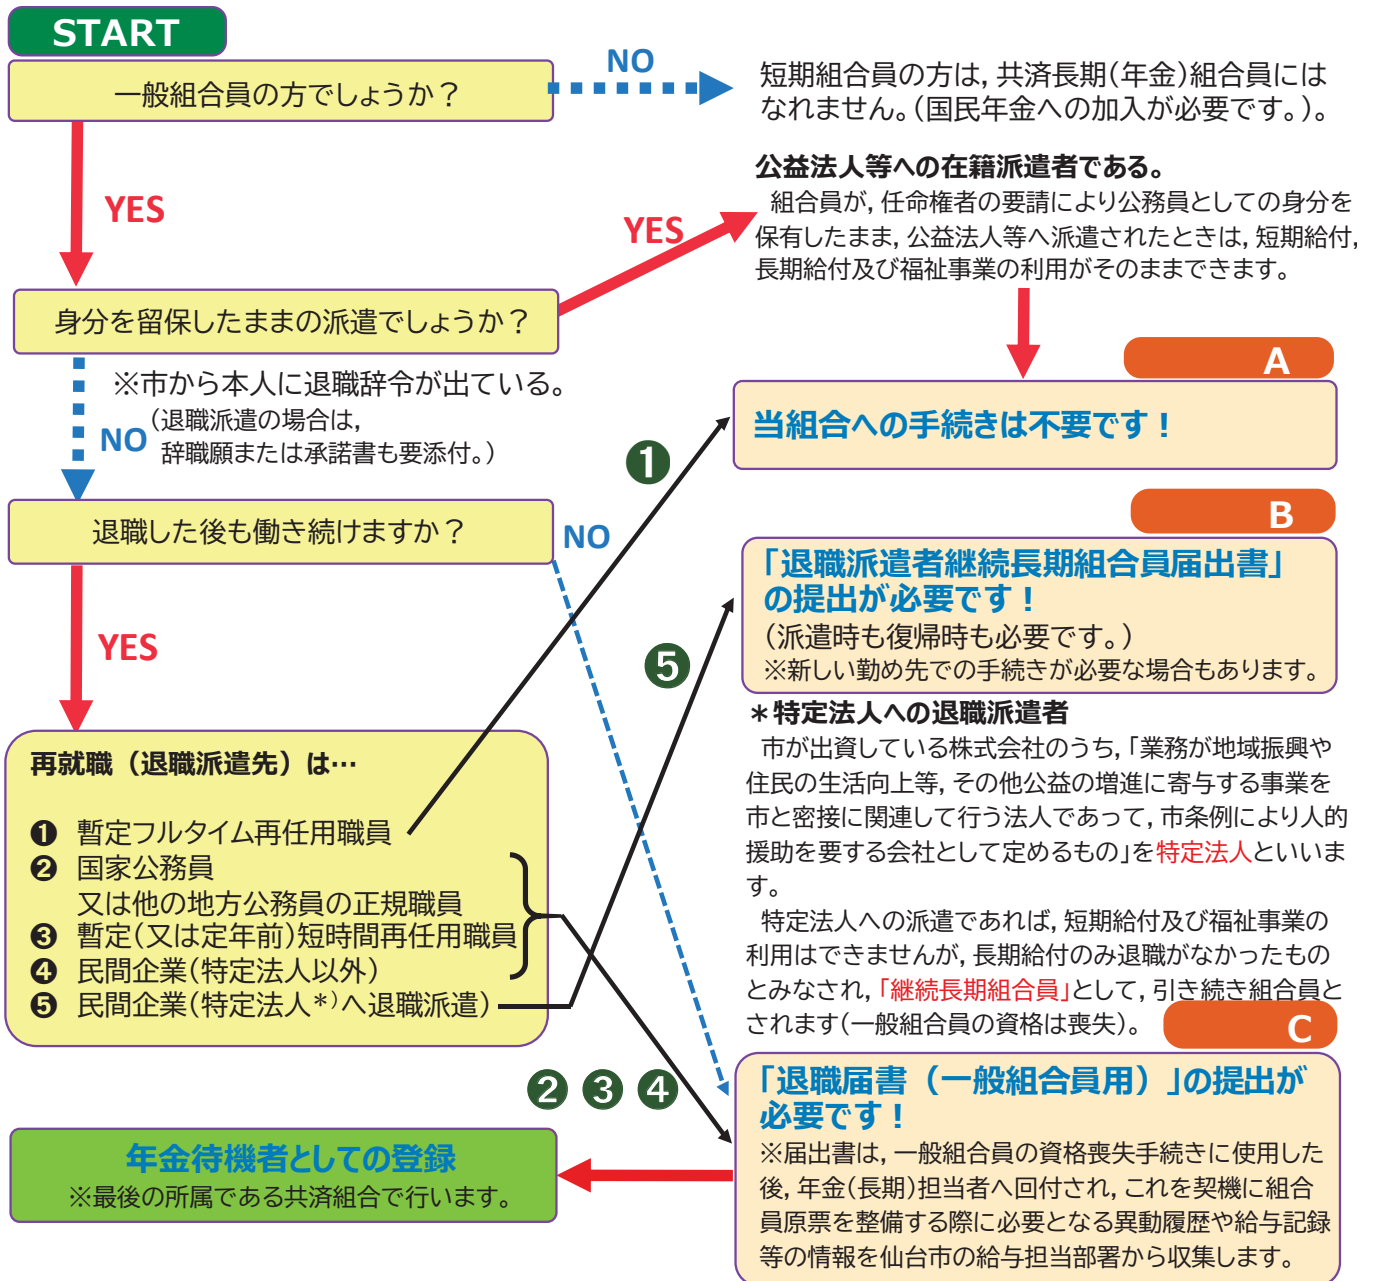 START
一般組合員の方でしょうか？
NO
短期組合員の方は，共済長期（年金）組合員には
なれません。（国民年金への加入が必要です。）。
YES
公益法人等への在籍派遣者である。
組合員が，任命権者の要請により公務員としての身分を
保有したまま，公益法人等へ派遣されたときは，短期給付，
長期給付及び福祉事業の利用がそのままできます。
YES
身分を留保したままの派遣でしょうか？
※市から本人に退職辞令が出ている。
（退職派遣の場合は，
辞職願または承諾書も要添付。）
NO
A
当組合への手続きは不要です！
❶
退職した後も働き続けますか？
NO
B
「退職派遣者継続長期組合員届出書」
の提出が必要です！
（派遣時も復帰時も必要です。）
※新しい勤め先での手続きが必要な場合もあります。
YES
❺
＊特定法人への退職派遣者
市が出資している株式会社のうち，「業務が地域振興や
住民の生活向上等，その他公益の増進に寄与する事業を
市と密接に関連して行う法人であって，市条例により人的
援助を要する会社として定めるもの」を特定法人といいま
す。
特定法人への派遣であれば，短期給付及び福祉事業の
利用はできませんが，長期給付のみ退職がなかったもの
とみなされ，「継続長期組合員」として，引き続き組合員と
されます（一般組合員の資格は喪失）。
再就職（退職派遣先）は…
❶ 暫定フルタイム再任用職員
❷ 国家公務員
又は他の地方公務員の正規職員
❸ 暫定（又は定年前）短時間再任用職員
❹ 民間企業（特定法人以外）
❺ 民間企業（特定法人＊）へ退職派遣）
❷ ❸ ❹
C
「退職届書（一般組合員用）」の提出が
必要です！
※届出書は，一般組合員の資格喪失手続きに使用した
後，年金（長期）担当者へ回付され，これを契機に組合
員原票を整備する際に必要となる異動履歴や給与記録
等の情報を仙台市の給与担当部署から収集します。
年金待機者としての登録
※最後の所属である共済組合で行います。